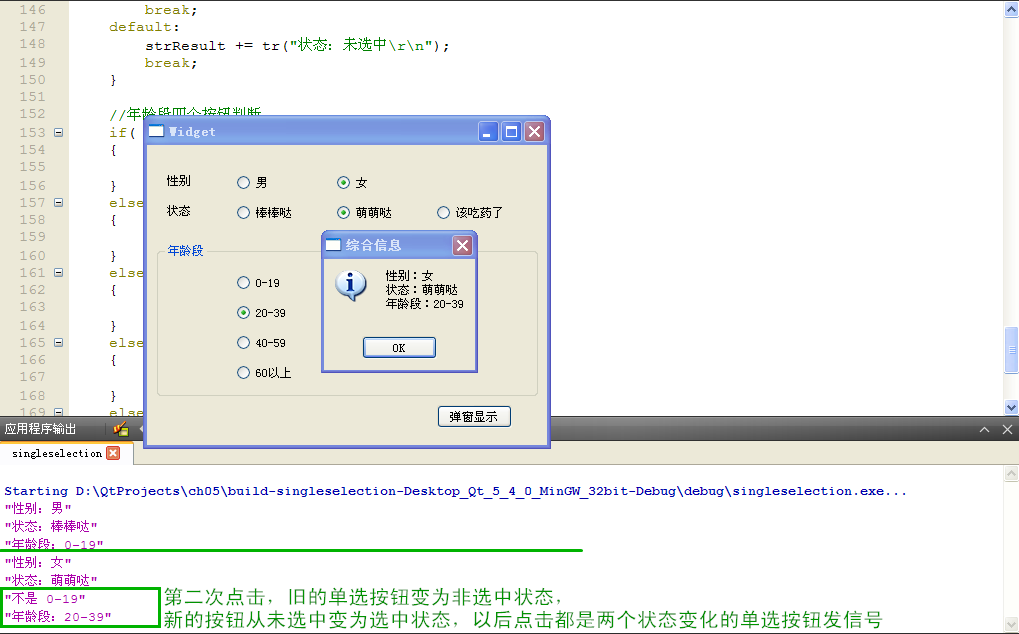 146 break;
147 default:
148 strResult += tr("状态: 未选中\r\n");
149 break;
150 }
151
152 //年龄段四个按钮判断
153 if(
154 {
155
156 }
157 else
158 {
159
160 }
161 else
162 {
163
164 }
165 else
166 {
167
168 }
169 else
Widget
性别 男 女
状态 棒棒哒 萌萌哒 该吃药了
年龄段
0-19
20-39
40-59
60以上
弹窗显示
综合信息
性别：女
状态：萌萌哒
年龄段：20-39
OK
应用程序输出
singleselection
Starting D:\QtProjects\ch05\build-singleselection-Desktop_Qt_5_4_0_MinGW_32bit-Debug\debug\singleselection.exe...
"性别: 男"
"状态: 棒棒哒"
"年龄段: 0-19"
"性别: 女"
"状态: 萌萌哒"
"不是 0-19"
"年龄段: 20-39"
第二次点击，旧的单选按钮变为非选中状态，
新的按钮从未选中变为选中状态，以后点击都是两个状态变化的单选按钮发信号